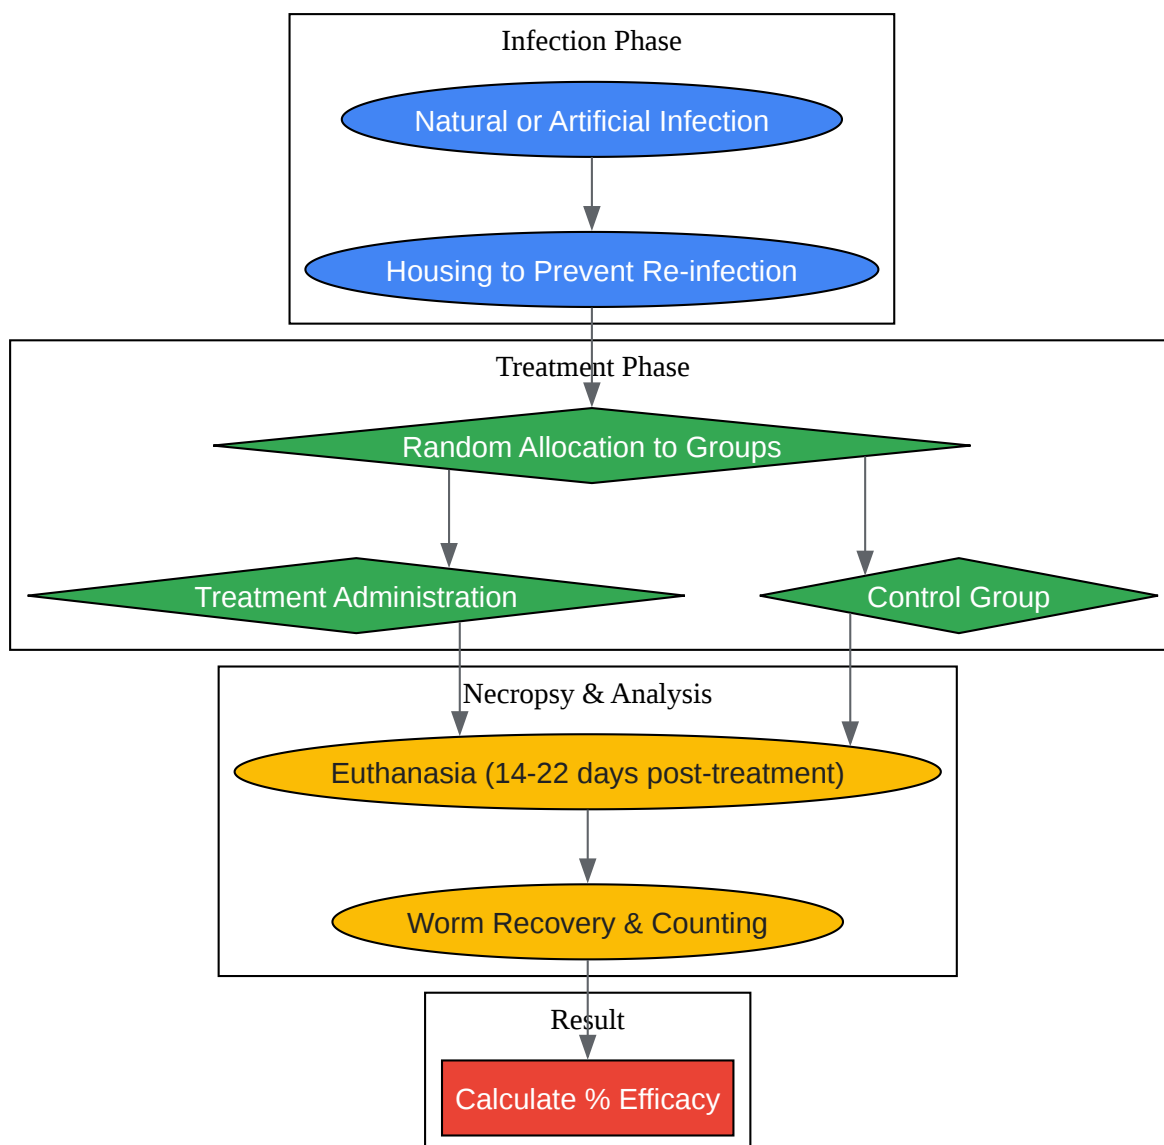 Infection Phase
Natural or Artificial Infection
Housing to Prevent Re-infection
Treatment Phase
Random Allocation to Groups
Treatment Administration
Control Group
Necropsy & Analysis
Euthanasia (14-22 days post-treatment)
Worm Recovery & Counting
Result
Calculate % Efficacy